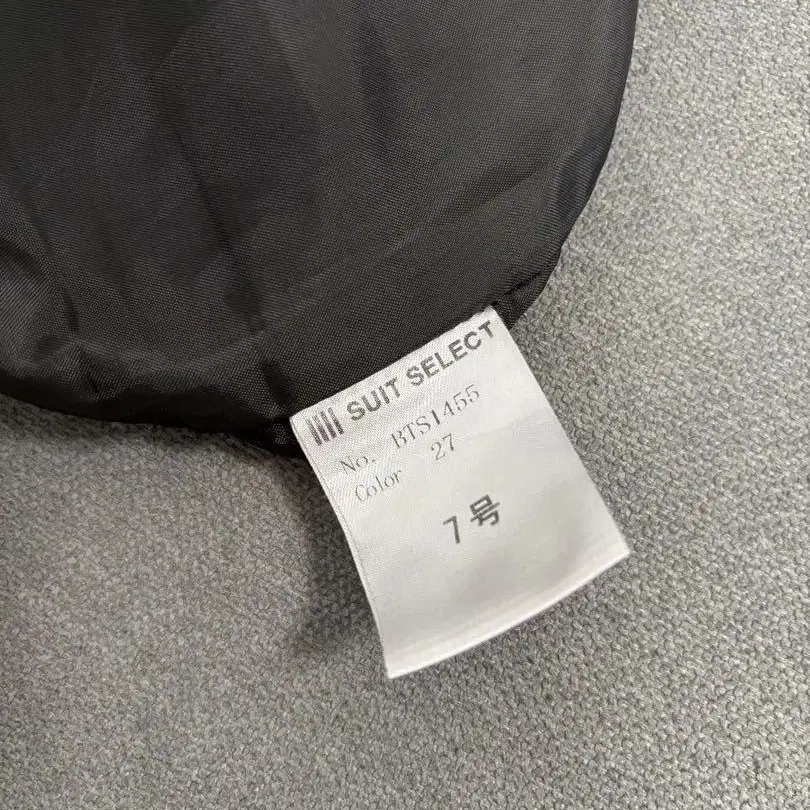 SUIT SELECT
No. BTS1455
Color 27
7号